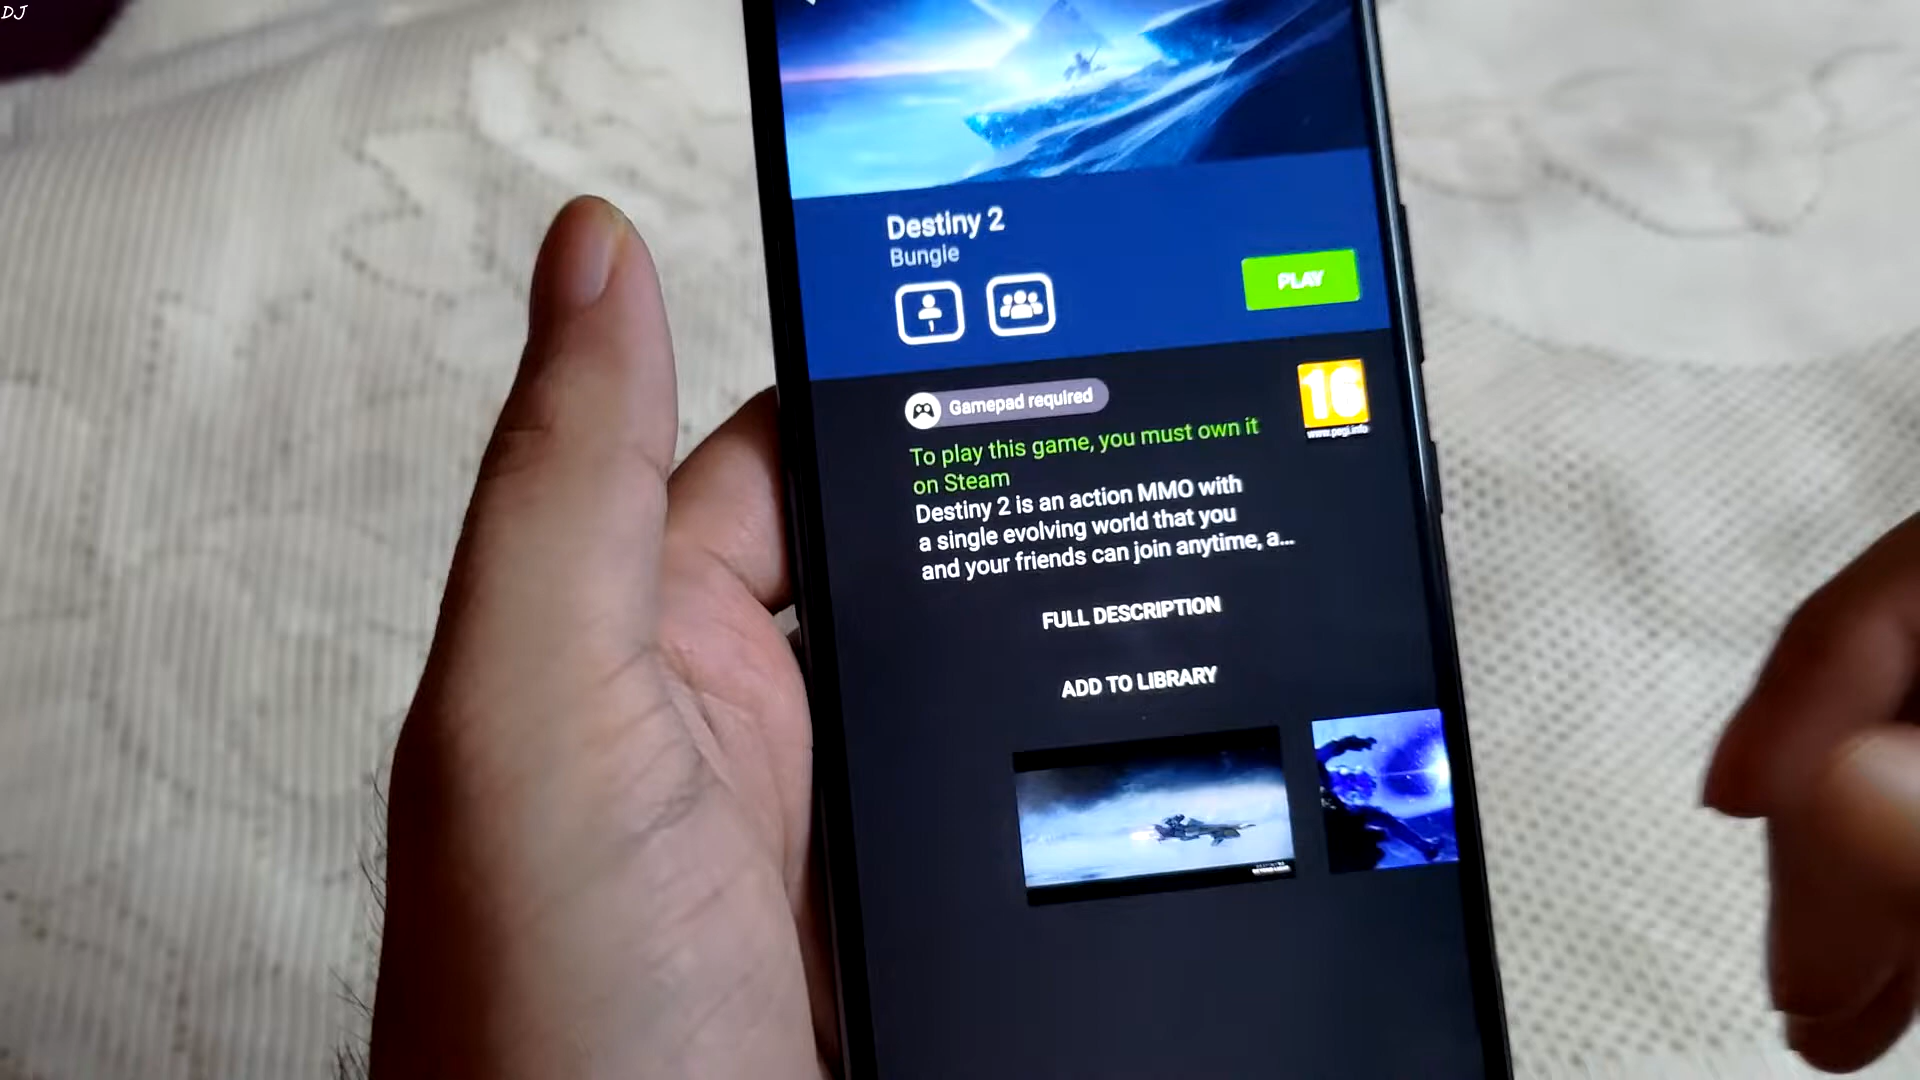 DJ
Destiny 2
Bungie
1
PLAY
Gamepad required
16
www.pegi.info
To play this game, you must own it
on Steam
Destiny 2 is an action MMO with
a single evolving world that you
and your friends can join anytime, a...
FULL DESCRIPTION
ADD TO LIBRARY